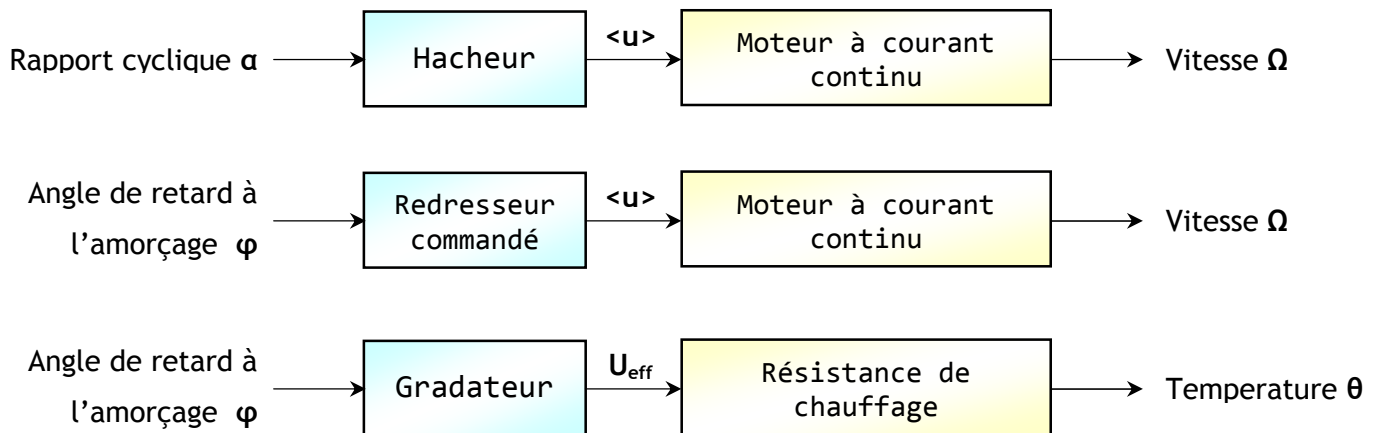 Rapport cyclique α
Hacheur
<u>
Moteur à courant
continu
Vitesse Ω
Angle de retard à
l’amorçage φ
Redresseur
commandé
<u>
Moteur à courant
continu
Vitesse Ω
Angle de retard à
l’amorçage φ
Gradateur
Ueff
Résistance de
chauffage
Temperature θ